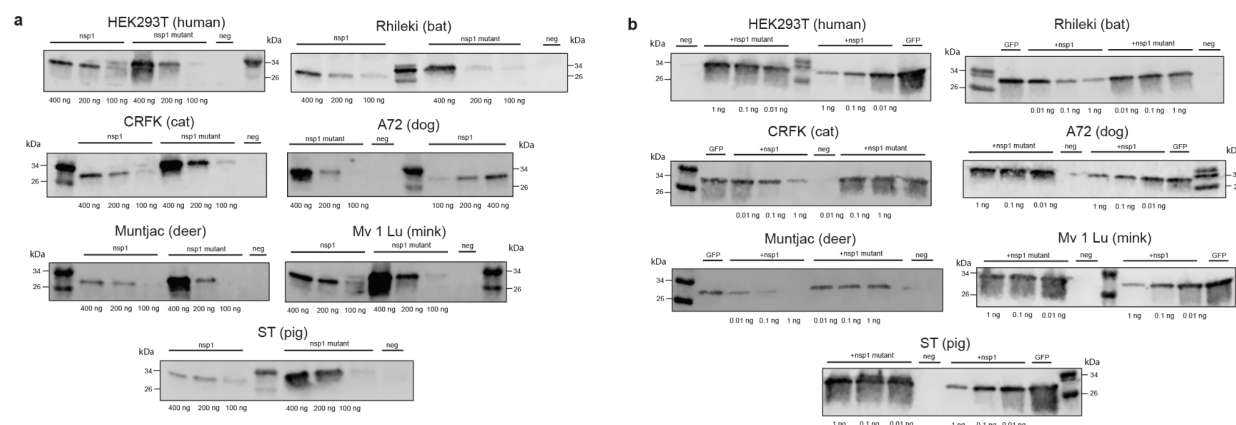 a
HEK293T (human)
nsp1 nsp1 mutant neg
kDa
34
26
400 ng 200 ng 100 ng 400 ng 200 ng 100 ng
Rhileki (bat)
nsp1 nsp1 mutant neg
kDa
34
26
400 ng 200 ng 100 ng 400 ng 200 ng 100 ng
CRFK (cat)
nsp1 nsp1 mutant neg
kDa
34
26
400 ng 200 ng 100 ng 400 ng 200 ng 100 ng
A72 (dog)
nsp1 mutant neg nsp1
kDa
34
26
400 ng 200 ng 100 ng 100 ng 200 ng 400 ng
Muntjac (deer)
nsp1 nsp1 mutant neg
kDa
34
26
400 ng 200 ng 100 ng 400 ng 200 ng 100 ng
Mv 1 Lu (mink)
nsp1 nsp1 mutant neg
kDa
34
26
400 ng 200 ng 100 ng 400 ng 200 ng 100 ng
ST (pig)
nsp1 nsp1 mutant neg
kDa
34
26
400 ng 200 ng 100 ng 400 ng 200 ng 100 ng
b
HEK293T (human)
neg +nsp1 mutant +nsp1 GFP
kDa
34
26
1 ng 0.1 ng 0.01 ng 1 ng 0.1 ng 0.01 ng
Rhileki (bat)
GFP +nsp1 +nsp1 mutant neg
kDa
34
26
0.01 ng 0.1 ng 1 ng 0.01 ng 0.1 ng 1 ng
CRFK (cat)
GFP +nsp1 neg +nsp1 mutant
kDa
34
26
0.01 ng 0.1 ng 1 ng 0.01 ng 0.1 ng 1 ng
A72 (dog)
+nsp1 mutant neg +nsp1 GFP
1 ng 0.1 ng 0.01 ng 1 ng 0.1 ng 0.01 ng
Muntjac (deer)
GFP +nsp1 +nsp1 mutant neg
kDa
34
26
0.01 ng 0.1 ng 1 ng 0.01 ng 0.1 ng 1 ng
Mv 1 Lu (mink)
+nsp1 mutant neg +nsp1 GFP
kDa
34
26
1 ng 0.1 ng 0.01 ng 1 ng 0.1 ng 0.01 ng
ST (pig)
+nsp1 mutant neg +nsp1 GFP
kDa
34
26
1 ng 0.1 ng 0.01 ng 1 ng 0.1 ng 0.01 ng